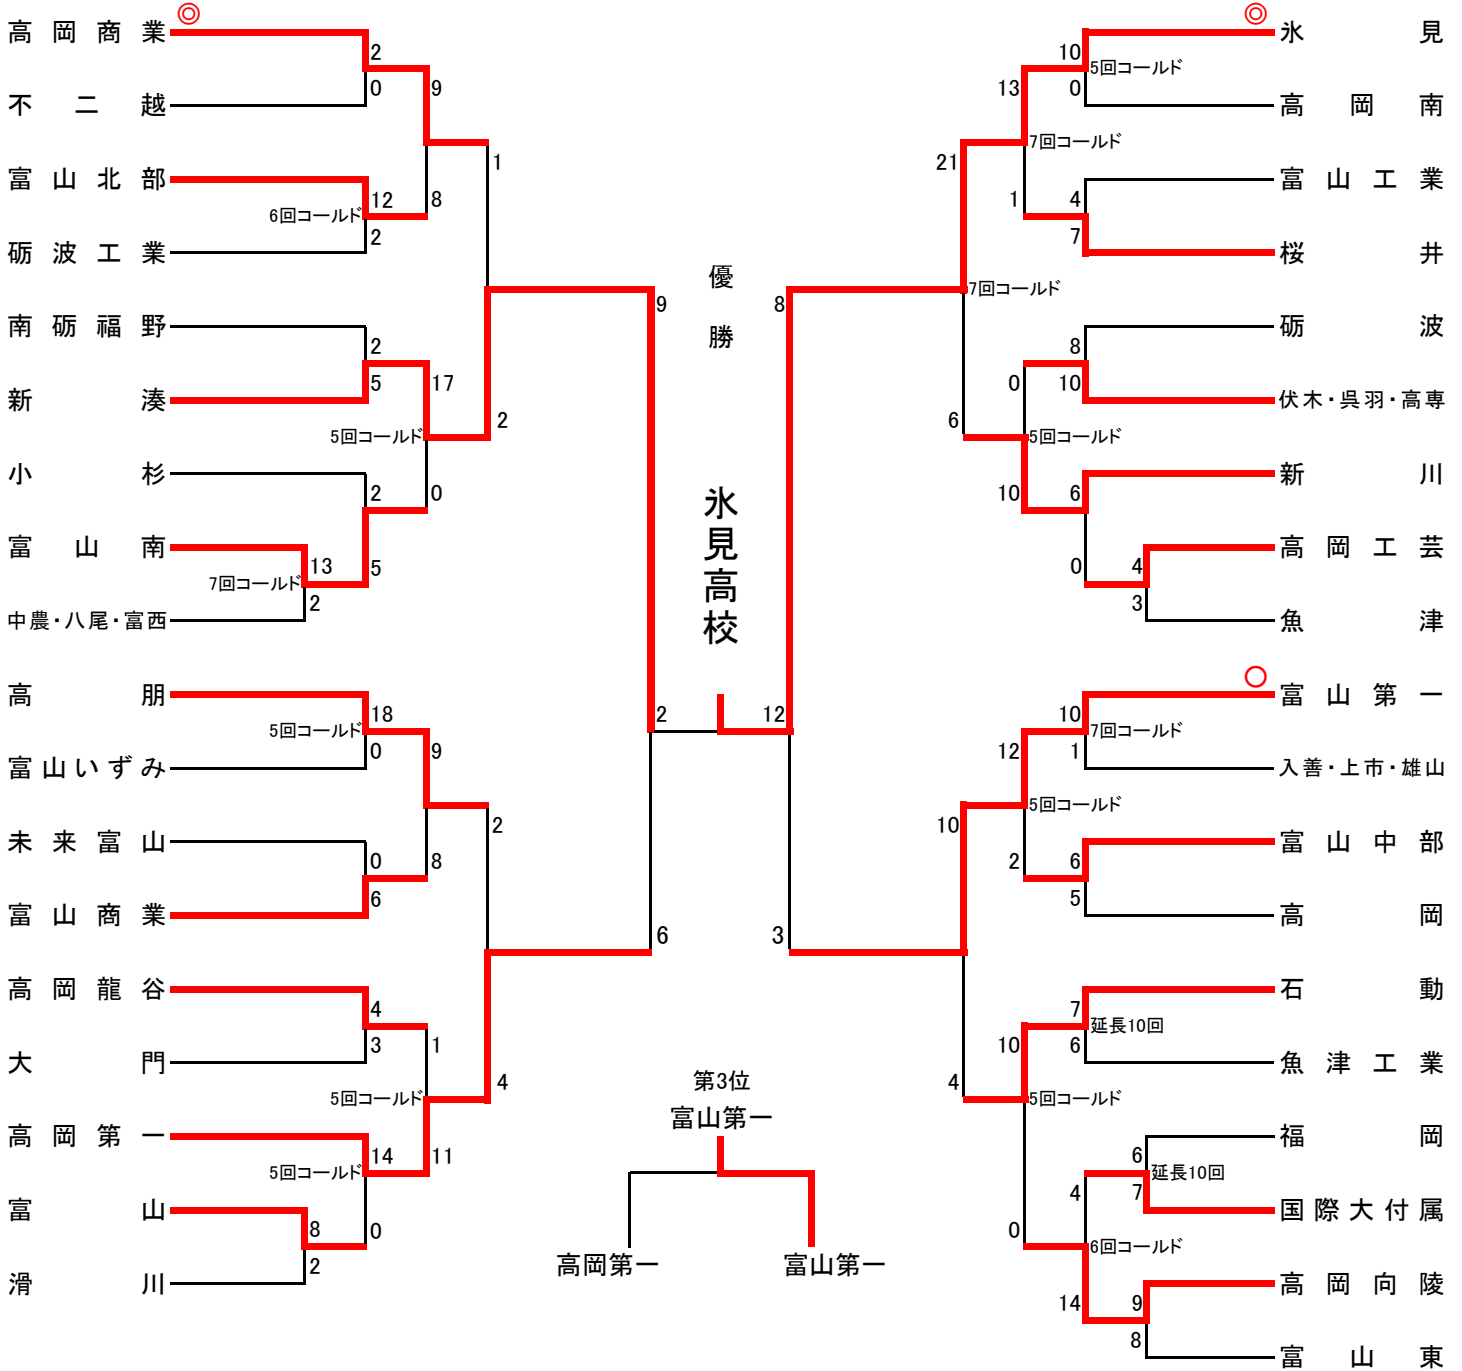 ◎
高岡商業
2
0
不二越
9
富山北部
12
6回コールド
2
8
砺波工業
1
南砺福野
2
5
新湊
17
5回コールド
2
小杉
2
0
富山南
13
5
7回コールド
2
中農・八尾・富西
9
高朋
18
5回コールド
0
富山いずみ
9
未来富山
0
6
8
富山商業
2
6
高岡龍谷
4
3
大門
1
5回コールド
4
高岡第一
14
11
5回コールド
富山
8
0
2
滑川
優勝
氷見高校
2
12
第3位
富山第一
高岡第一
富山第一
◎
氷見
10
5回コールド
0
高岡南
13
7回コールド
21
富山工業
4
1
7
桜井
7回コールド
8
砺波
8
0
10
伏木・呉羽・高専
6
5回コールド
新川
10
6
高岡工芸
0
4
3
魚津
○
富山第一
10
7回コールド
12
1
入善・上市・雄山
5回コールド
10
富山中部
2
6
5
高岡
3
石動
7
延長10回
10
6
魚津工業
4
5回コールド
福岡
6
延長10回
4
7
国際大付属
0
6回コールド
高岡向陵
14
9
8
富山東